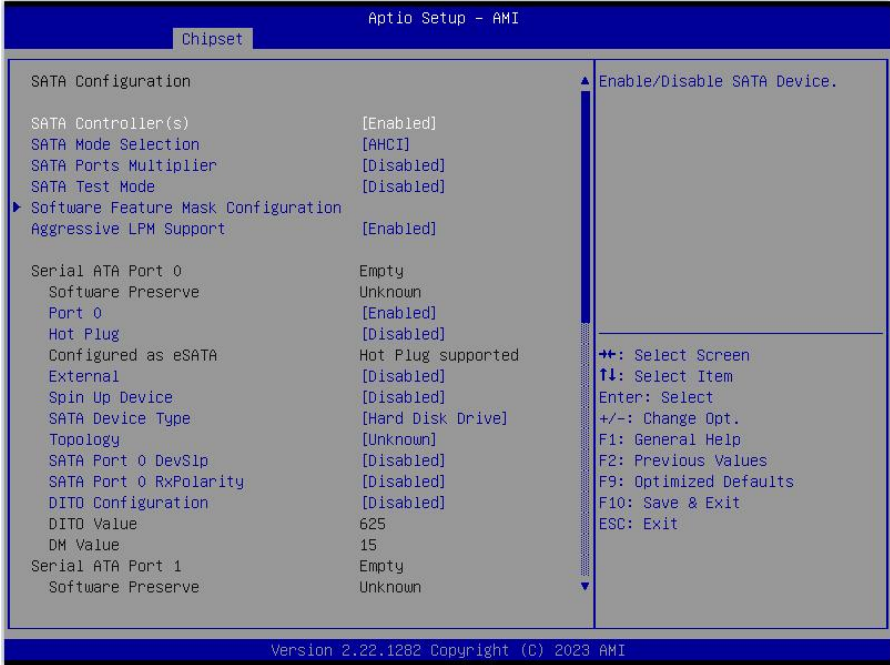 Aptio Setup – AMI
Chipset
SATA Configuration
SATA Controller(s) [Enabled]
SATA Mode Selection [AHCI]
SATA Ports Multiplier [Disabled]
SATA Test Mode [Disabled]
Software Feature Mask Configuration
Aggressive LPM Support [Enabled]
Serial ATA Port 0 Empty
Software Preserve Unknown
Port 0 [Enabled]
Hot Plug [Disabled]
Configured as eSATA Hot Plug supported
External [Disabled]
Spin Up Device [Disabled]
SATA Device Type [Hard Disk Drive]
Topology [Unknown]
SATA Port 0 DevSlp [Disabled]
SATA Port 0 RxPolarity [Disabled]
DITO Configuration [Disabled]
DITO Value 625
DM Value 15
Serial ATA Port 1 Empty
Software Preserve Unknown
Enable/Disable SATA Device.
→←: Select Screen
↑↓: Select Item
Enter: Select
+/-: Change Opt.
F1: General Help
F2: Previous Values
F9: Optimized Defaults
F10: Save & Exit
ESC: Exit
Version 2.22.1282 Copyright (C) 2023 AMI